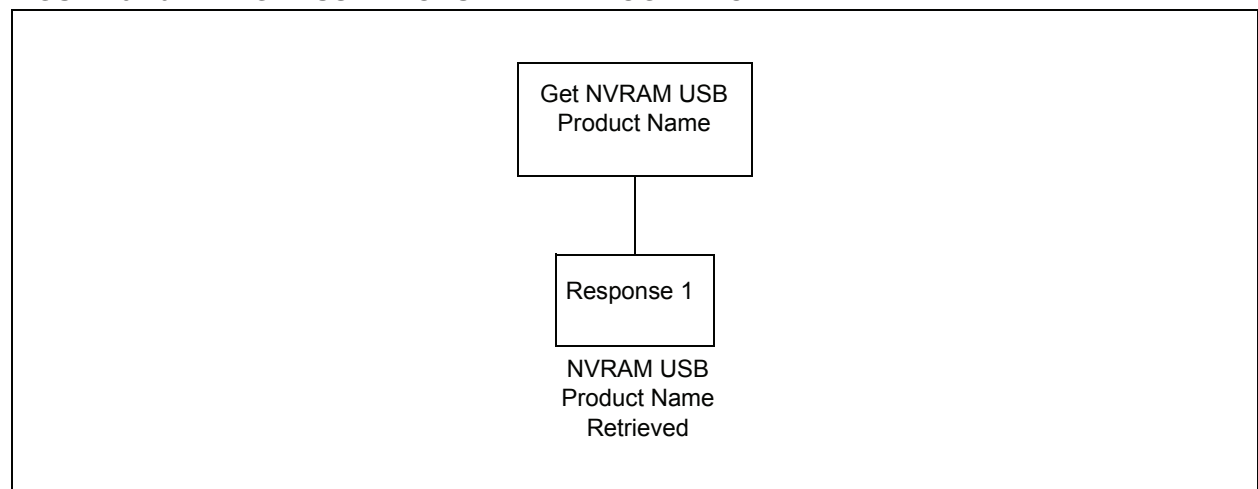 Get NVRAM USB
Product Name
Response 1
NVRAM USB
Product Name
Retrieved